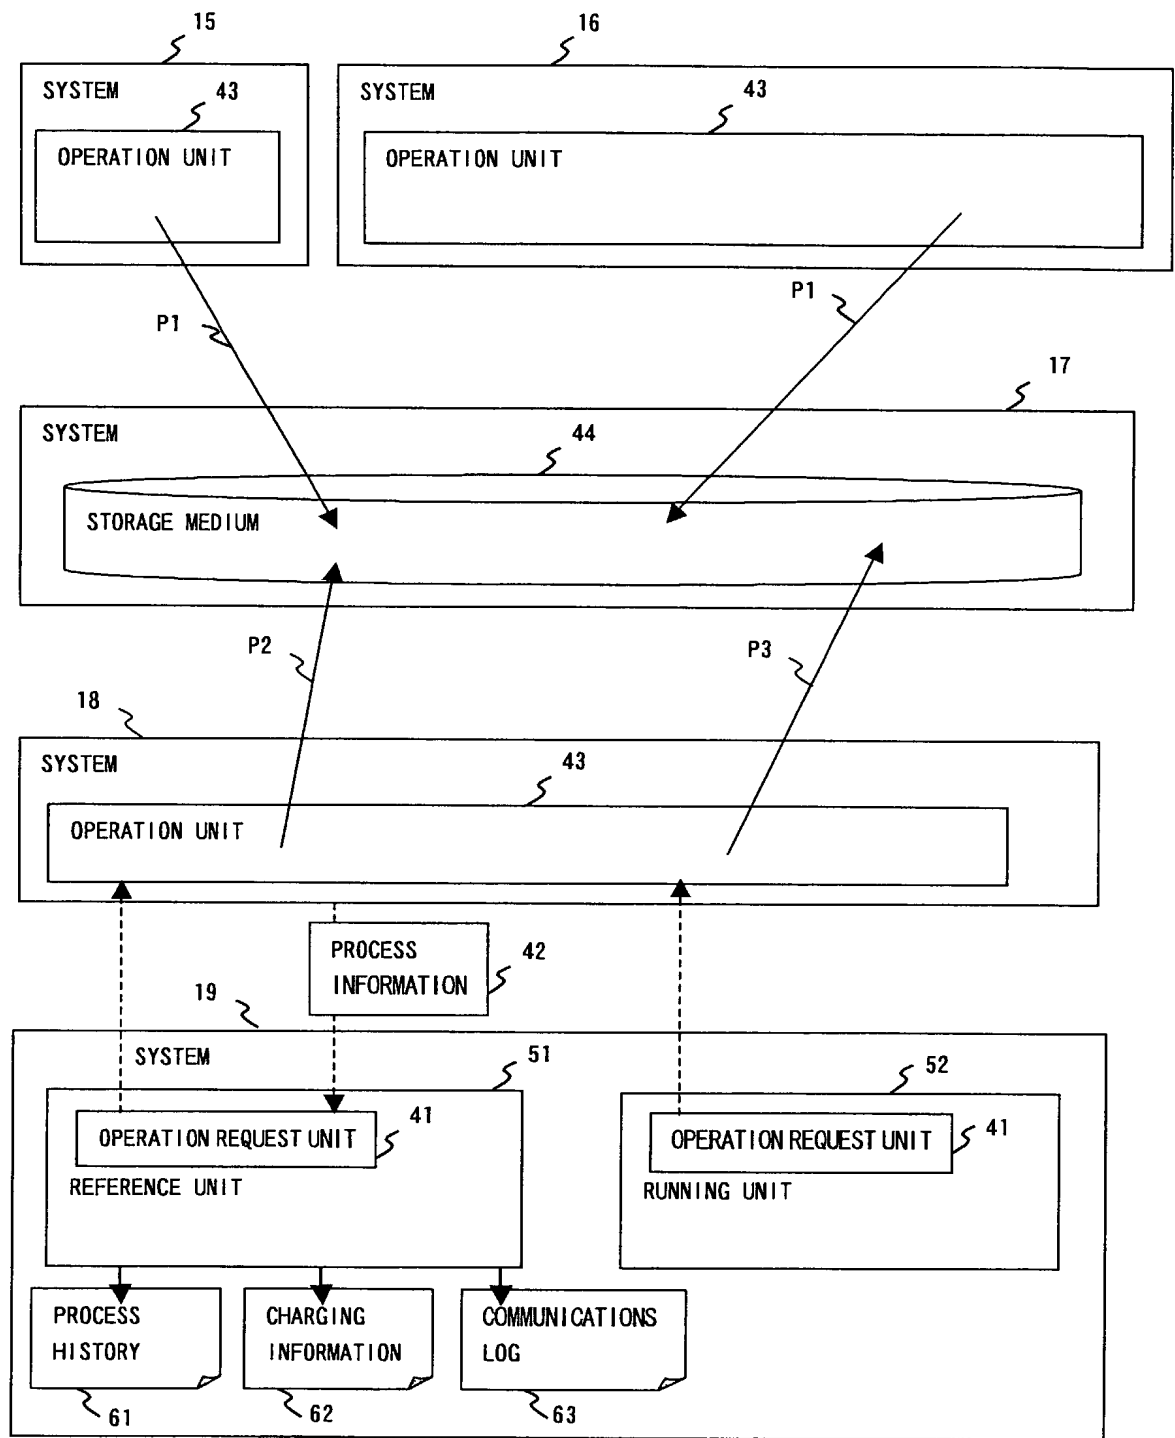 15
16
SYSTEM
43
OPERATION UNIT
SYSTEM
43
OPERATION UNIT
P1
P1
17
SYSTEM
44
STORAGE MEDIUM
P2
P3
18
SYSTEM
43
OPERATION UNIT
PROCESS
INFORMATION
42
19
SYSTEM
51
52
OPERATION REQUEST UNIT
41
REFERENCE UNIT
OPERATION REQUEST UNIT
41
RUNNING UNIT
PROCESS
HISTORY
CHARGING
INFORMATION
COMMUNICATIONS
LOG
61
62
63